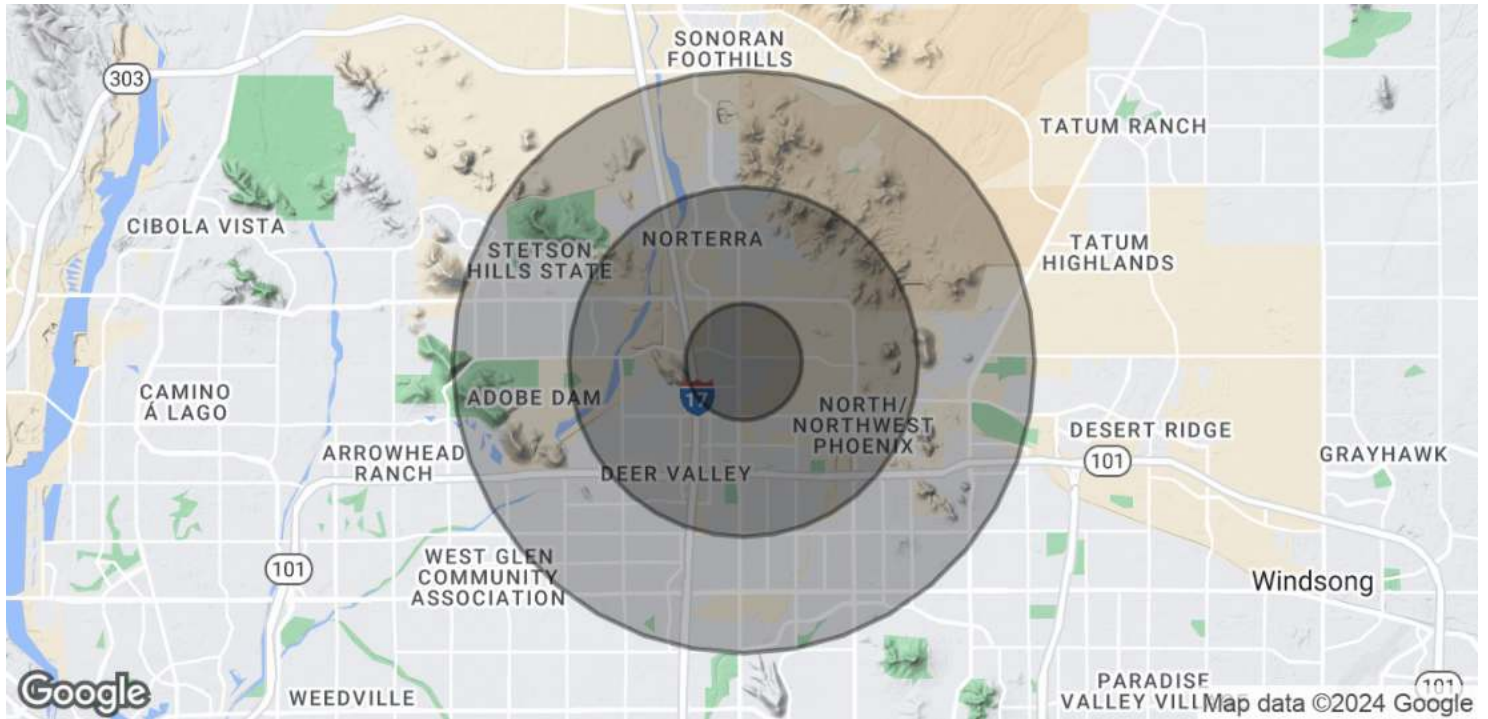 SONORAN
FOOTHILLS
303
TATUM RANCH
CIBOLA VISTA
NORTERRA
STETSON
HILLS STATE
TATUM
HIGHLANDS
CAMINO
Á LAGO
ADOBE DAM
17
NORTH/
NORTHWEST
PHOENIX
ARROWHEAD
RANCH
DESERT RIDGE
101
GRAYHAWK
DEER VALLEY
101
WEST GLEN
COMMUNITY
ASSOCIATION
Windsong
Google
WEEDVILLE
PARADISE
VALLEY
101
Map data ©2024 Google